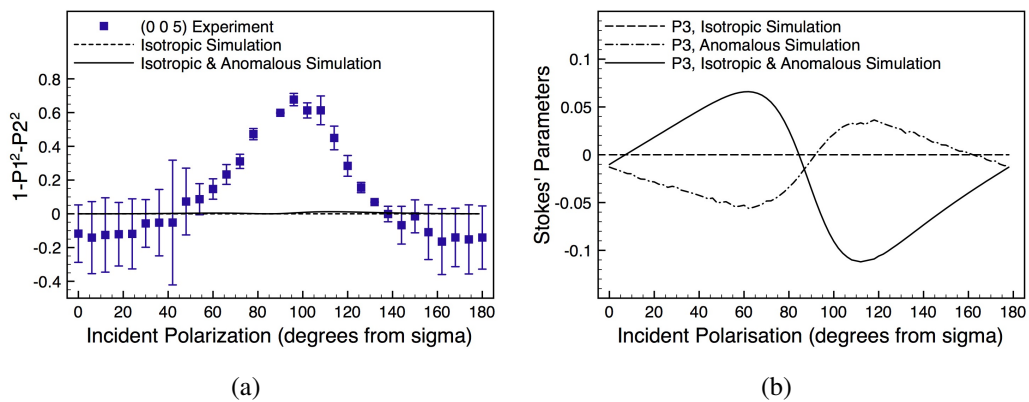 (0 0 5) Experiment
Isotropic Simulation
Isotropic & Anomalous Simulation
0.8
0.6
0.4
0.2
0
-0.2
-0.4
1-P1²-P2²
0 20 40 60 80 100 120 140 160 180
Incident Polarization (degrees from sigma)
(a)
P3, Isotropic Simulation
P3, Anomalous Simulation
P3, Isotropic & Anomalous Simulation
0.1
0.05
0
-0.05
-0.1
Stokes' Parameters
0 20 40 60 80 100 120 140 160 180
Incident Polarisation (degrees from sigma)
(b)